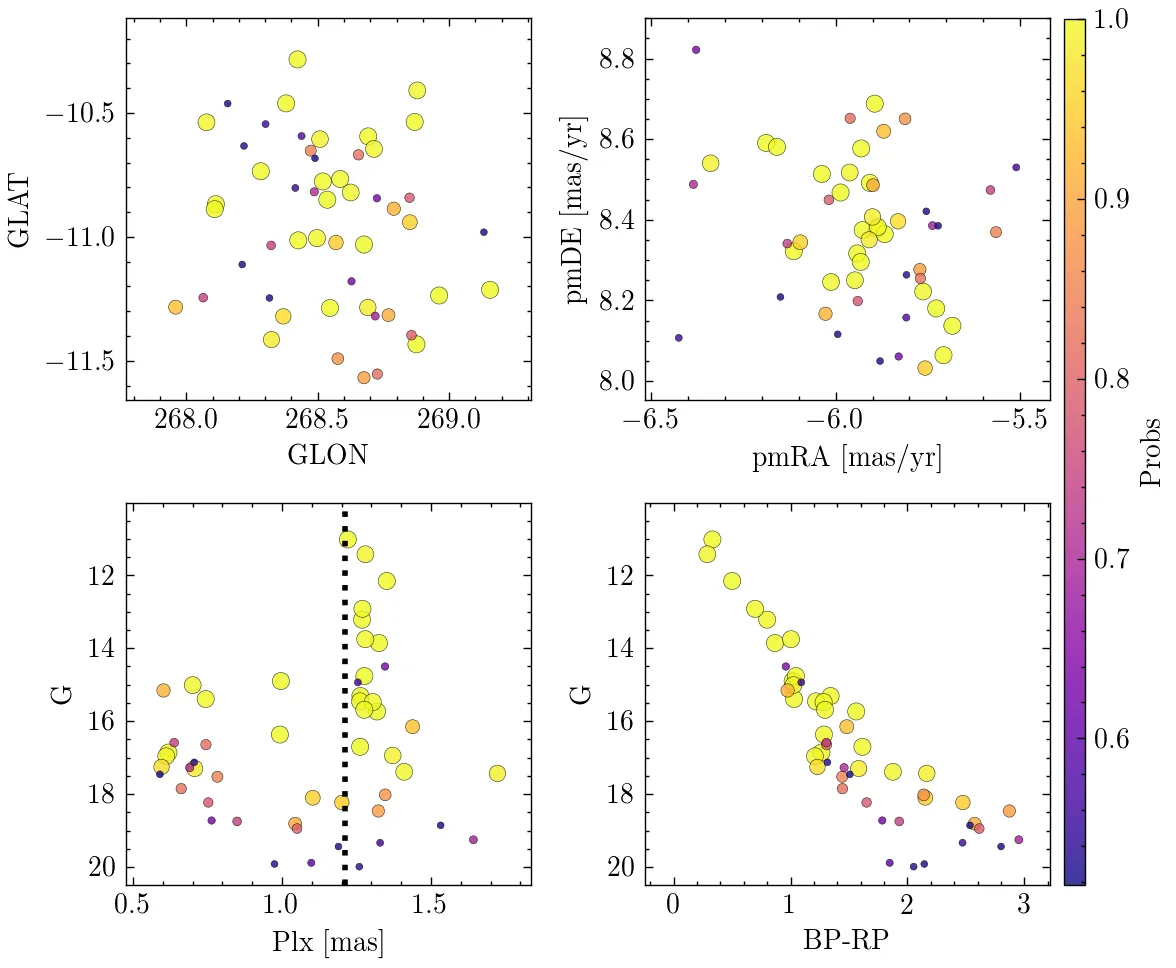 −10.5
−11.0
−11.5
GLAT
268.0 268.5 269.0
GLON
8.8
8.6
8.4
8.2
8.0
pmDE [mas/yr]
−6.5 −6.0 −5.5
pmRA [mas/yr]
1.0
0.9
0.8
0.7
0.6
Probs
12
14
16
18
20
G
0.5 1.0 1.5
Plx [mas]
12
14
16
18
20
G
0 1 2 3
BP-RP